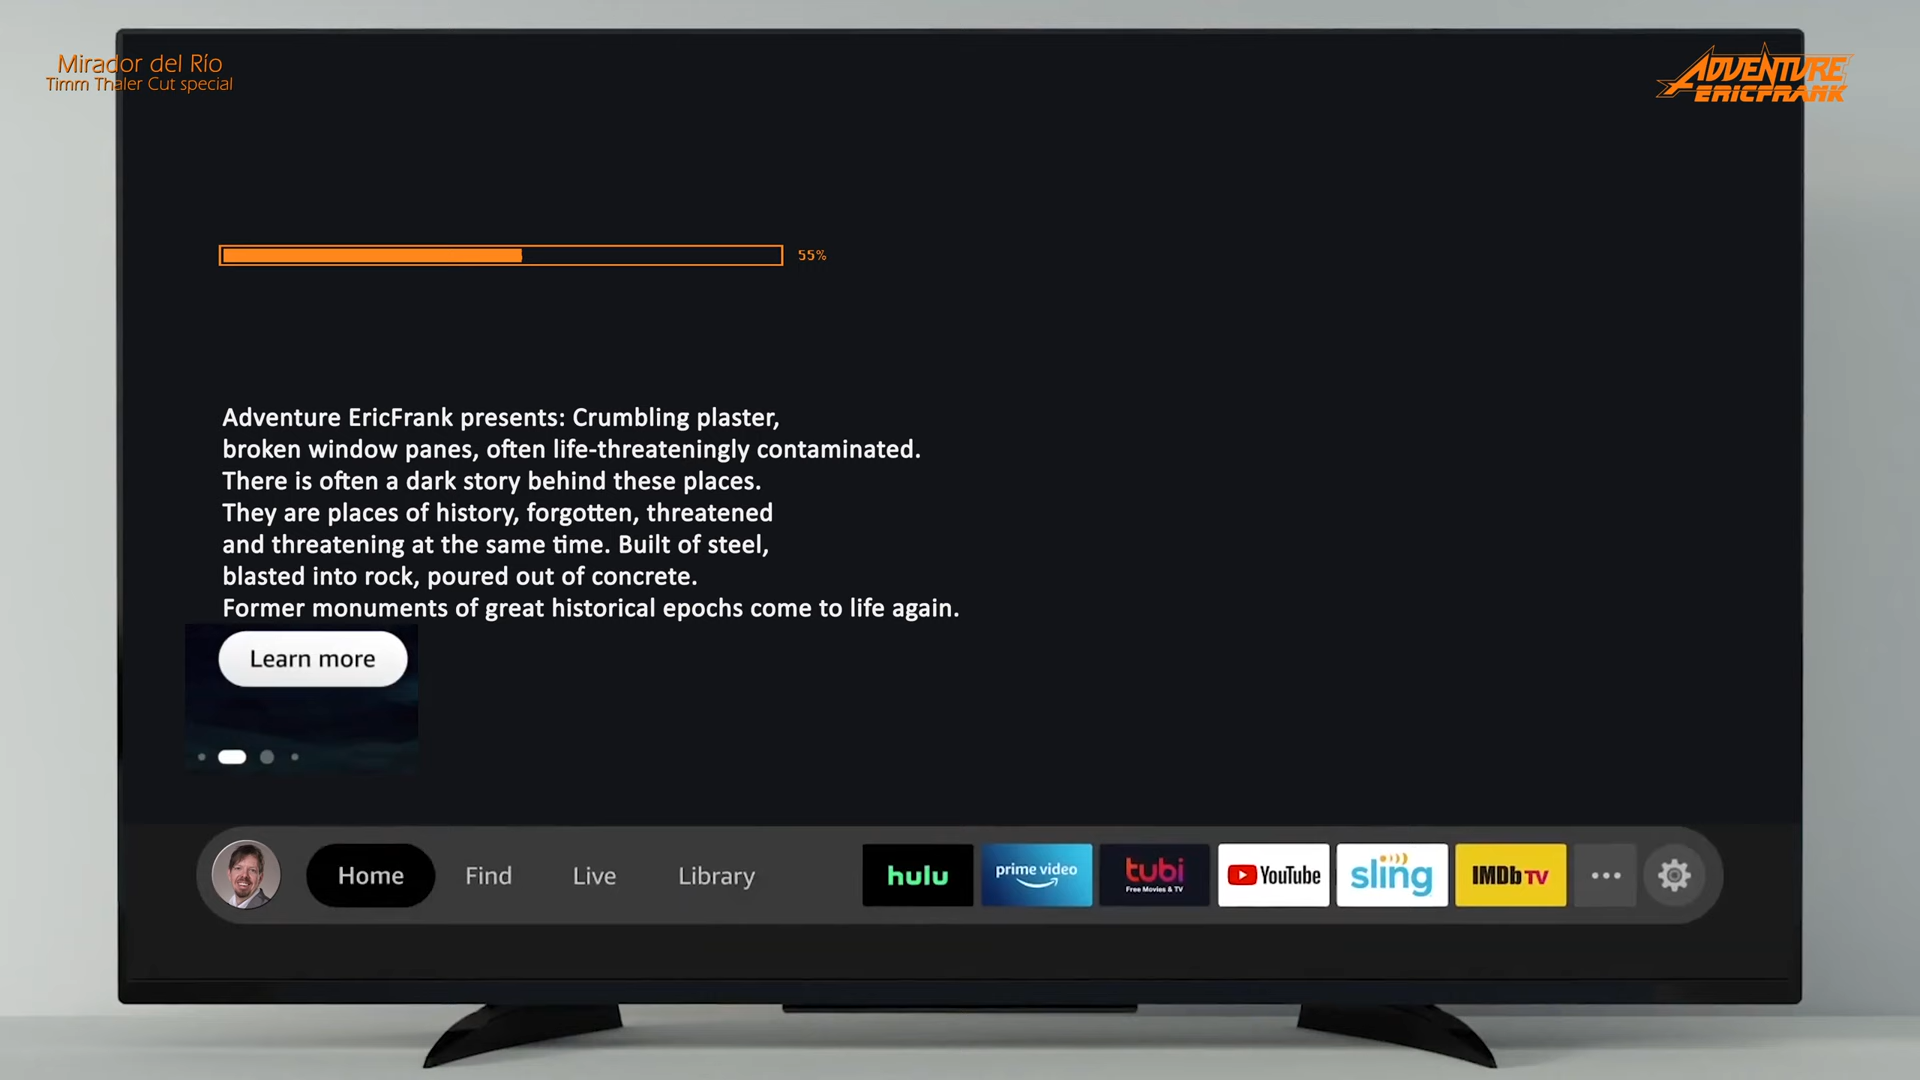 Mirador del Río
Timm Thaler Cut special
ADVENTURE
ERICFRANK
55%
Adventure EricFrank presents: Crumbling plaster,
broken window panes, often life-threateningly contaminated.
There is often a dark story behind these places.
They are places of history, forgotten, threatened
and threatening at the same time. Built of steel,
blasted into rock, poured out of concrete.
Former monuments of great historical epochs come to life again.
Learn more
Home
Find
Live
Library
hulu
prime video
tubi
Free Movies & TV
YouTube
sling
IMDb TV